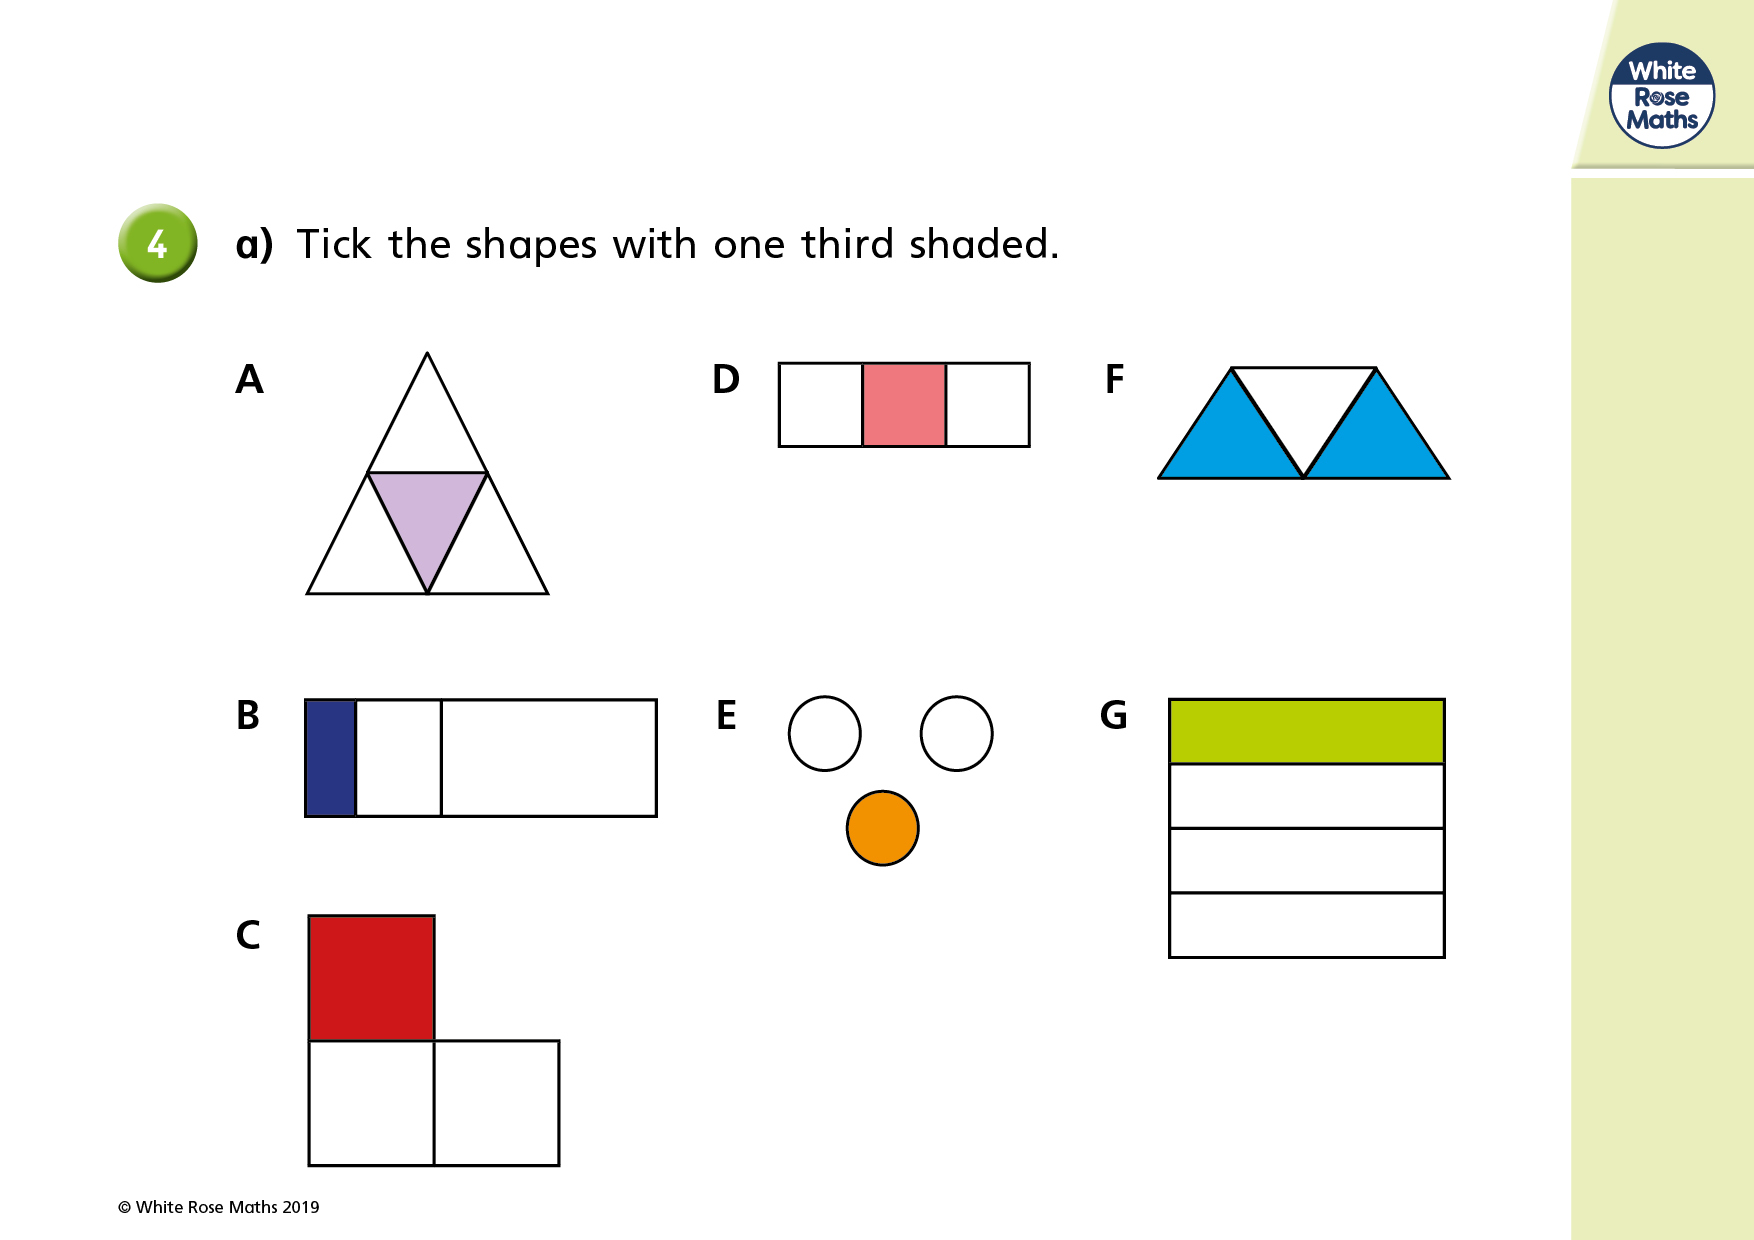 White
Rose
Maths
4 a) Tick the shapes with one third shaded.
A D F
B E G
C
© White Rose Maths 2019